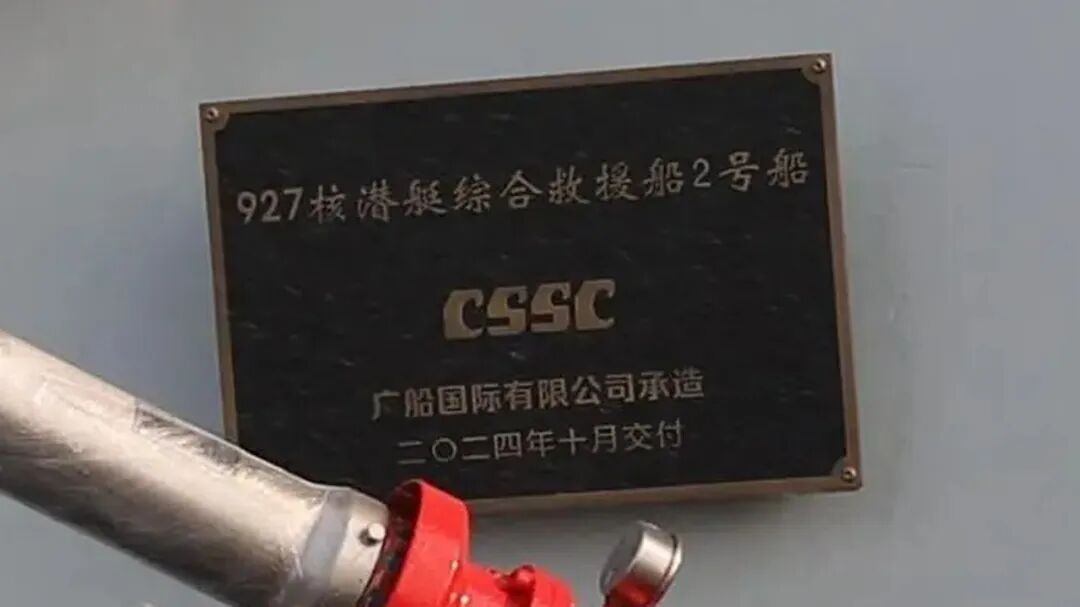 927核潜艇综合救援船2号船
CSSC
广船国际有限公司承造
二〇二四年十月交付